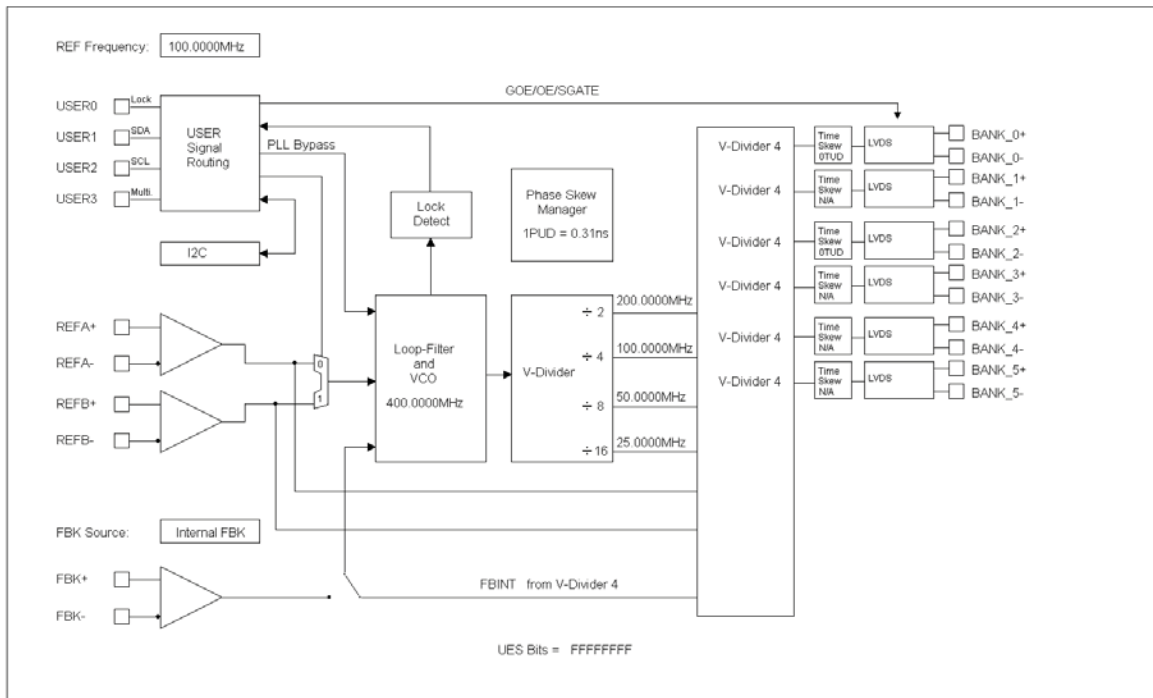 REF Frequency: 100.0000MHz
GOE/OE/SGATE
USER0 Lock
USER1 SDA
USER2 SCL
USER3 Multi.
USER
Signal
Routing
PLL Bypass
I2C
Lock
Detect
Phase Skew
Manager
1PUD = 0.31ns
REFA+
REFA-
REFB+
REFB-
0
1
Loop-Filter
and
VCO
400.0000MHz
V-Divider
÷ 2
÷ 4
÷ 8
÷ 16
200.0000MHz
100.0000MHz
50.0000MHz
25.0000MHz
V-Divider 4
Time
Skew
0TUD
LVDS
BANK_0+
BANK_0-
V-Divider 4
Time
Skew
N/A
LVDS
BANK_1+
BANK_1-
V-Divider 4
Time
Skew
0TUD
LVDS
BANK_2+
BANK_2-
V-Divider 4
Time
Skew
N/A
LVDS
BANK_3+
BANK_3-
V-Divider 4
Time
Skew
N/A
LVDS
BANK_4+
BANK_4-
V-Divider 4
Time
Skew
N/A
LVDS
BANK_5+
BANK_5-
FBK Source: Internal FBK
FBK+
FBK-
FBINT from V-Divider 4
UES Bits = FFFFFFFF